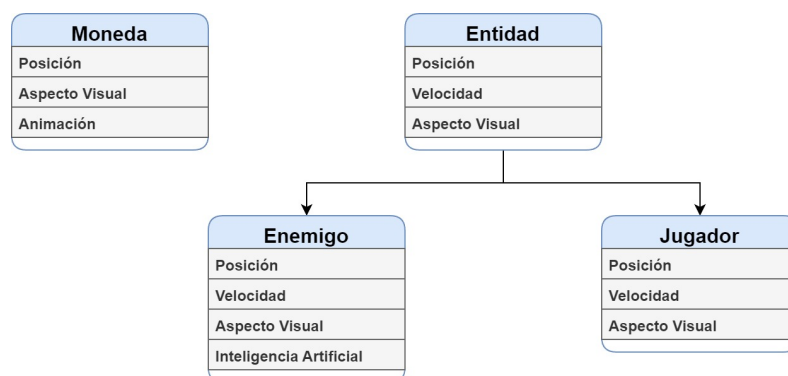 Moneda
Posición
Aspecto Visual
Animación
Entidad
Posición
Velocidad
Aspecto Visual
Enemigo
Posición
Velocidad
Aspecto Visual
Inteligencia Artificial
Jugador
Posición
Velocidad
Aspecto Visual